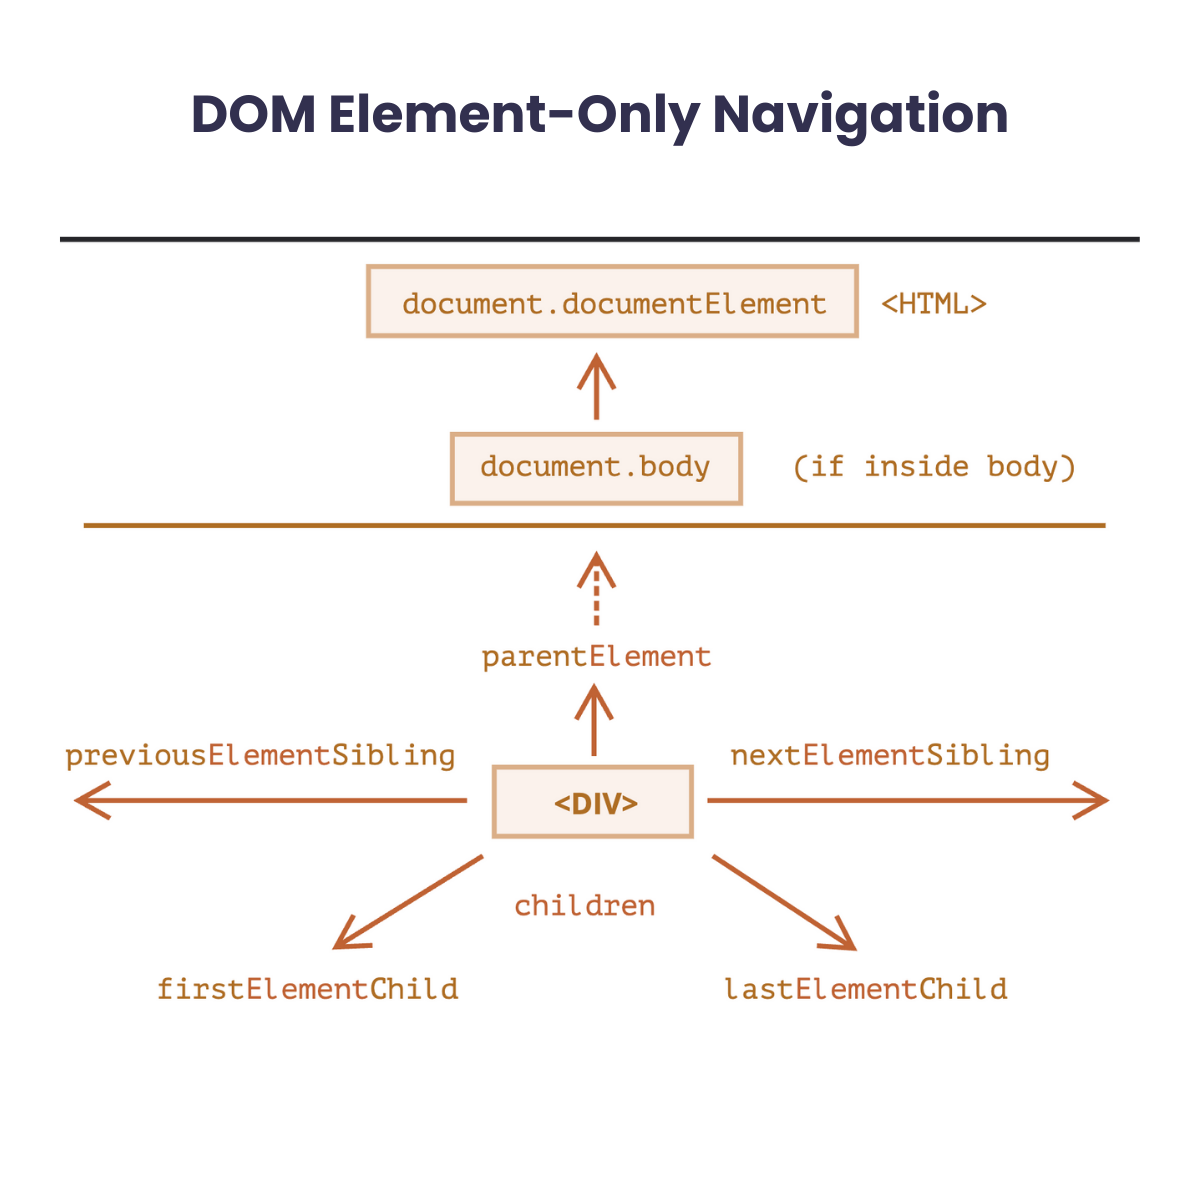 DOM Element-Only Navigation
document.documentElement <HTML>
document.body (if inside body)
parentElement
previousElementSibling nextElementSibling
<DIV>
children
firstElementChild lastElementChild